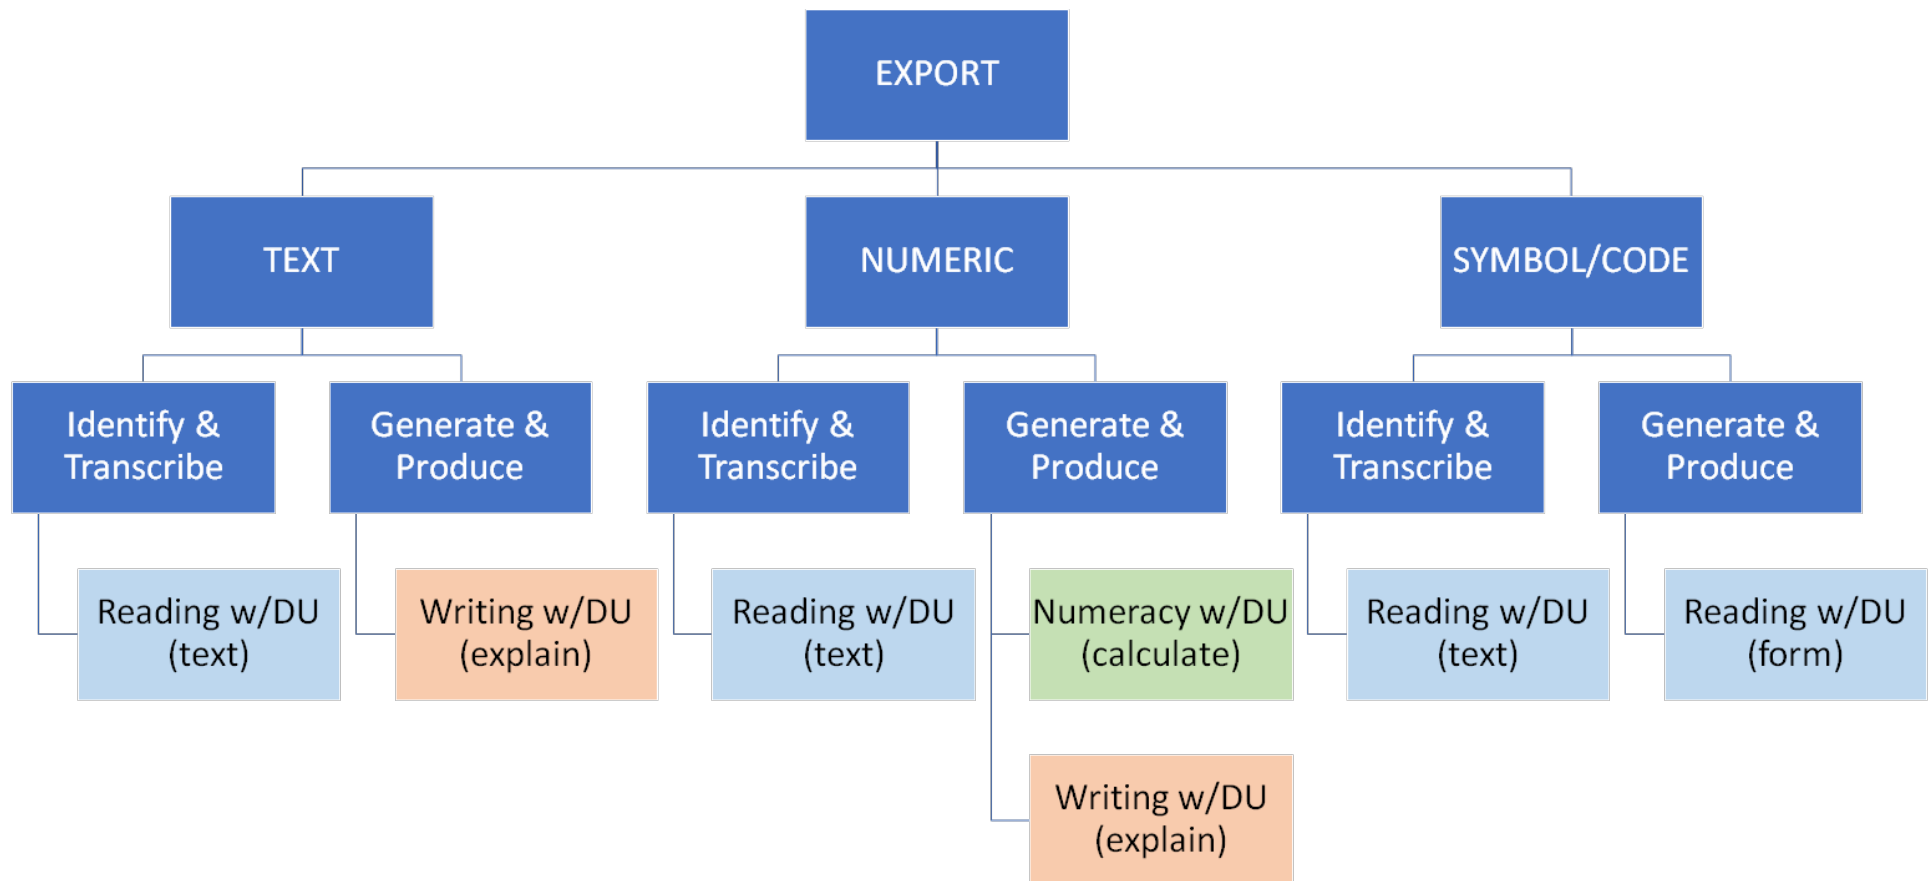 EXPORT
TEXT
NUMERIC
SYMBOL/CODE
Identify &
Transcribe
Generate &
Produce
Identify &
Transcribe
Generate &
Produce
Identify &
Transcribe
Generate &
Produce
Reading w/DU
(text)
Writing w/DU
(explain)
Reading w/DU
(text)
Numeracy w/DU
(calculate)
Reading w/DU
(text)
Reading w/DU
(form)
Writing w/DU
(explain)